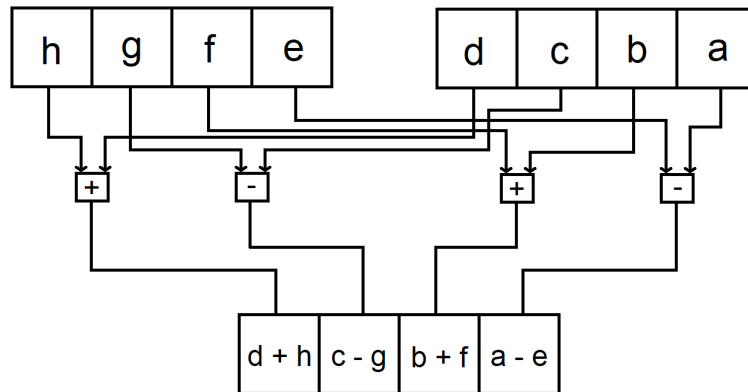 h g f e d c b a
+ - + -
d + h c - g b + f a - e